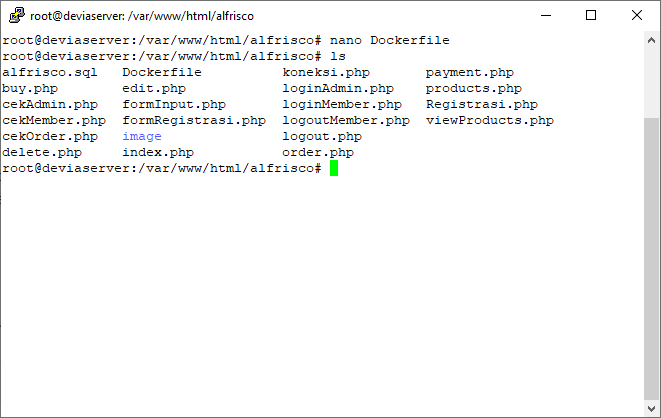 root@deviaserver: /var/www/html/alfrisco
root@deviaserver:/var/www/html/alfrisco# nano Dockerfile
root@deviaserver:/var/www/html/alfrisco# ls
alfrisco.sql   Dockerfile          koneksi.php       payment.php
buy.php        edit.php            loginAdmin.php    products.php
cekAdmin.php   formInput.php       loginMember.php   Registrasi.php
cekMember.php  formRegistrasi.php  logoutMember.php  viewProducts.php
cekOrder.php   image               logout.php
delete.php     index.php           order.php
root@deviaserver:/var/www/html/alfrisco#